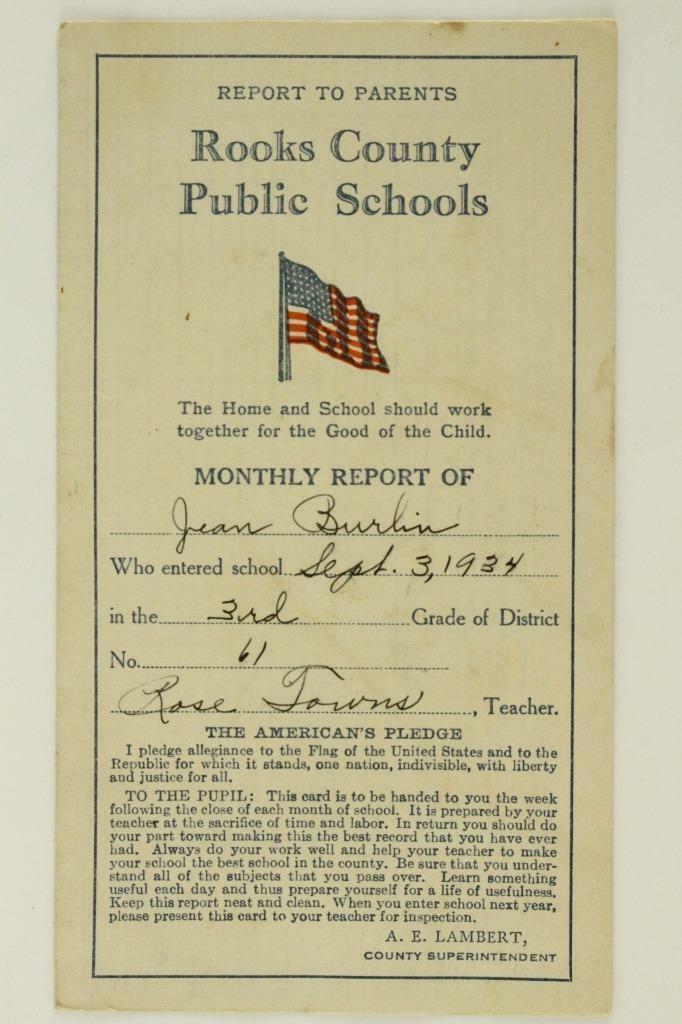 REPORT TO PARENTS
Rooks County
Public Schools
The Home and School should work
together for the Good of the Child.
MONTHLY REPORT OF
Jean Burlin
Who entered school Sept. 3, 1934
in the 3rd Grade of District
No. 61
Rose Towns, Teacher.
THE AMERICAN'S PLEDGE
I pledge allegiance to the Flag of the United States and to the
Republic for which it stands, one nation, indivisible, with liberty
and justice for all.
TO THE PUPIL: This card is to be handed to you the week
following the close of each month of school. It is prepared by your
teacher at the sacrifice of time and labor. In return you should do
your part toward making this the best record that you have ever
had. Always do your work well and help your teacher to make
your school the best school in the county. Be sure that you under-
stand all of the subjects that you pass over. Learn something
useful each day and thus prepare yourself for a life of usefulness.
Keep this report neat and clean. When you enter school next year,
please present this card to your teacher for inspection.
A. E. LAMBERT,
COUNTY SUPERINTENDENT